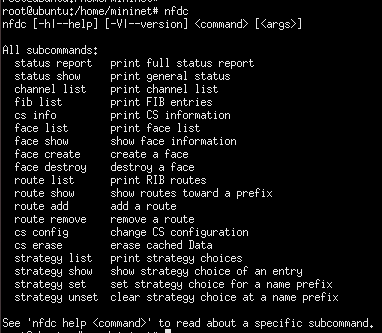 root@ubuntu:/home/mininet#
root@ubuntu:/home/mininet# nfdc
nfdc [-h|--help] [-V|--version] <command> [<args>]

All subcommands:
status report print full status report
status show print general status
channel list print channel list
fib list print FIB entries
cs info print CS information
face list print face list
face show show face information
face create create a face
face destroy destroy a face
route list print RIB routes
route show show routes toward a prefix
route add add a route
route remove remove a route
cs config change CS configuration
cs erase erase cached Data
strategy list print strategy choices
strategy show show strategy choice of an entry
strategy set set strategy choice for a name prefix
strategy unset clear strategy choice at a name prefix

See 'nfdc help <command>' to read about a specific subcommand.